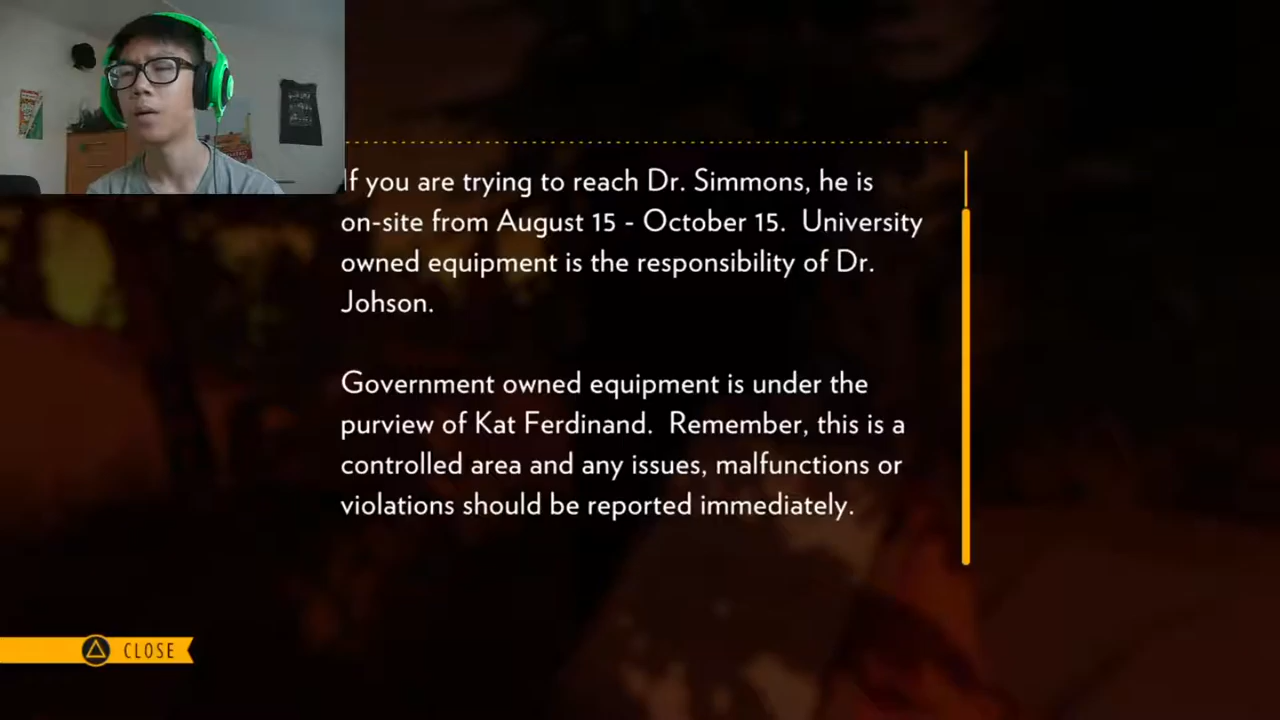 If you are trying to reach Dr. Simmons, he is
on-site from August 15 - October 15. University
owned equipment is the responsibility of Dr.
Johson.
Government owned equipment is under the
purview of Kat Ferdinand. Remember, this is a
controlled area and any issues, malfunctions or
violations should be reported immediately.
CLOSE